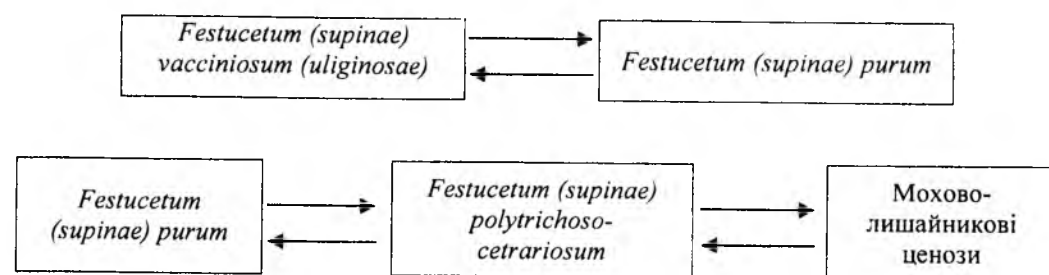 Festucetum (supinae)
vacciniosum (uliginosae)
Festucetum (supinae) purum
Festucetum
(supinae) purum
Festucetum (supinae)
polytrichoso-
cetrariosum
Мохово-
лишайникові
ценози